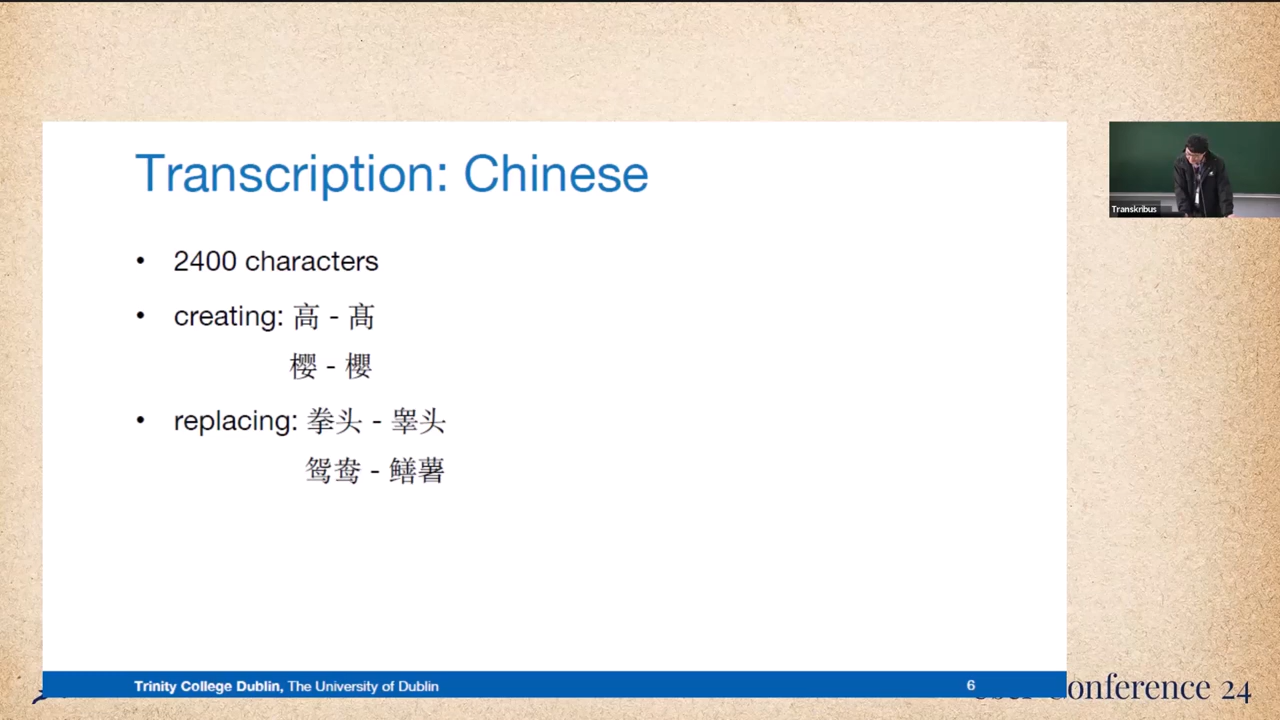 Transcription: Chinese
• 2400 characters
• creating: 高 - 髙
樱 - 櫻
• replacing: 拳头 - 睾头
鸳鸯 - 鳝薯
Transkribus
Trinity College Dublin, The University of Dublin
6
Conference 24